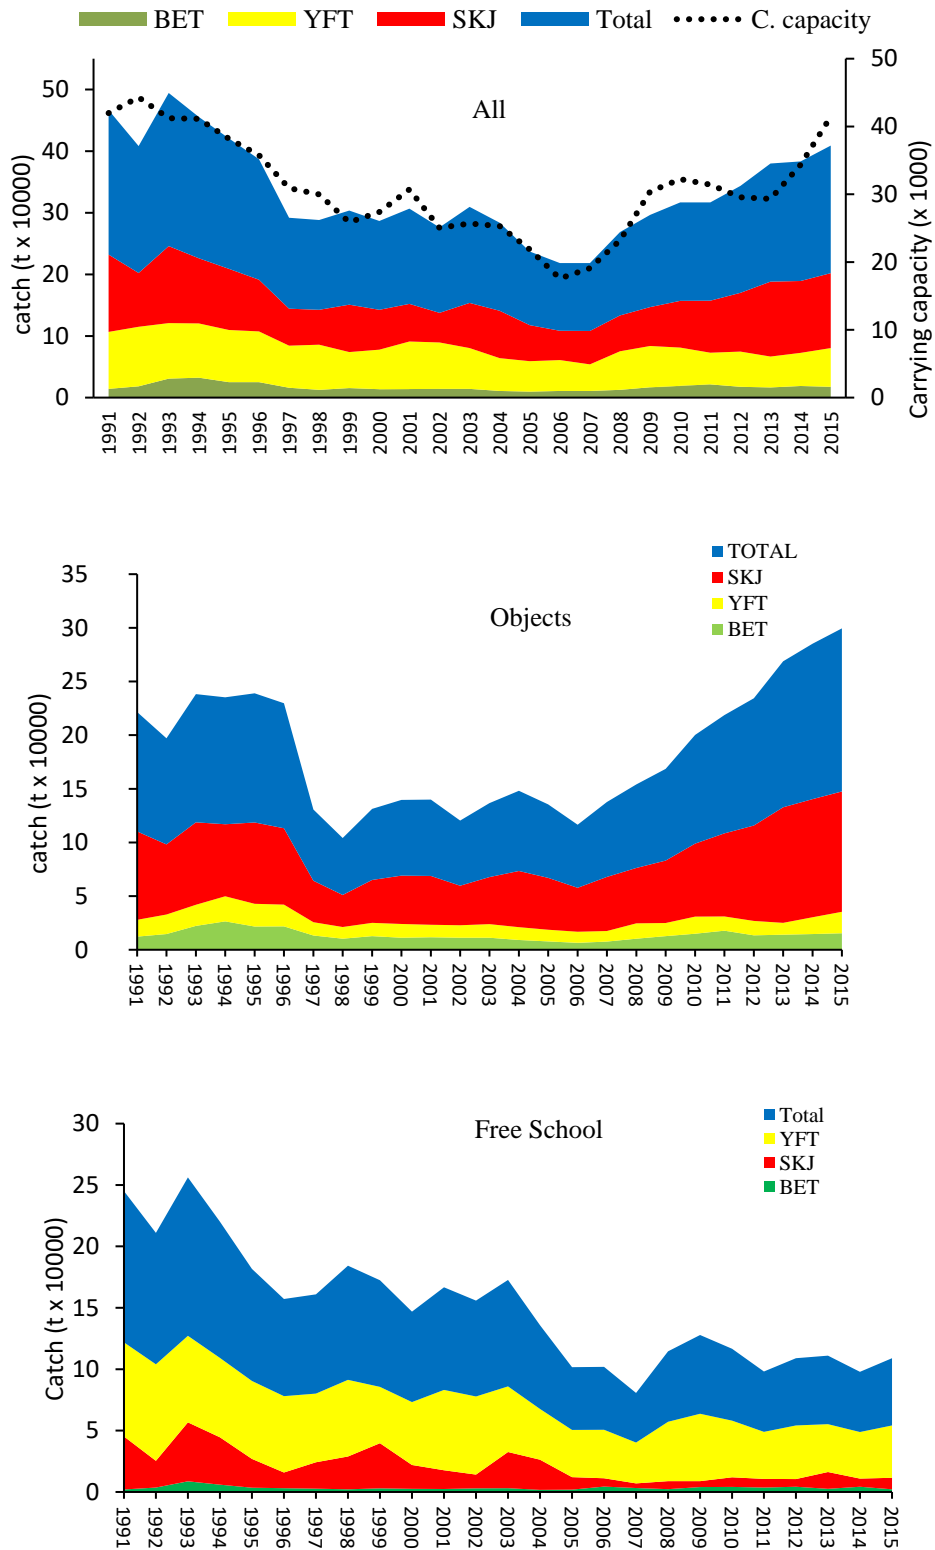 BET YFT SKJ Total C. capacity
All
catch (t x 10000)
0
10
20
30
40
50
Carrying capacity (x 1000)
50
40
30
20
10
0
1991 1992 1993 1994 1995 1996 1997 1998 1999 2000 2001 2002 2003 2004 2005 2006 2007 2008 2009 2010 2011 2012 2013 2014 2015
TOTAL
SKJ
YFT
BET
Objects
catch (t x 10000)
35
30
25
20
15
10
5
0
1991 1992 1993 1994 1995 1996 1997 1998 1999 2000 2001 2002 2003 2004 2005 2006 2007 2008 2009 2010 2011 2012 2013 2014 2015
Total
YFT
SKJ
BET
Free School
Catch (t x 10000)
30
25
20
15
10
5
0
1991 1992 1993 1994 1995 1996 1997 1998 1999 2000 2001 2002 2003 2004 2005 2006 2007 2008 2009 2010 2011 2012 2013 2014 2015